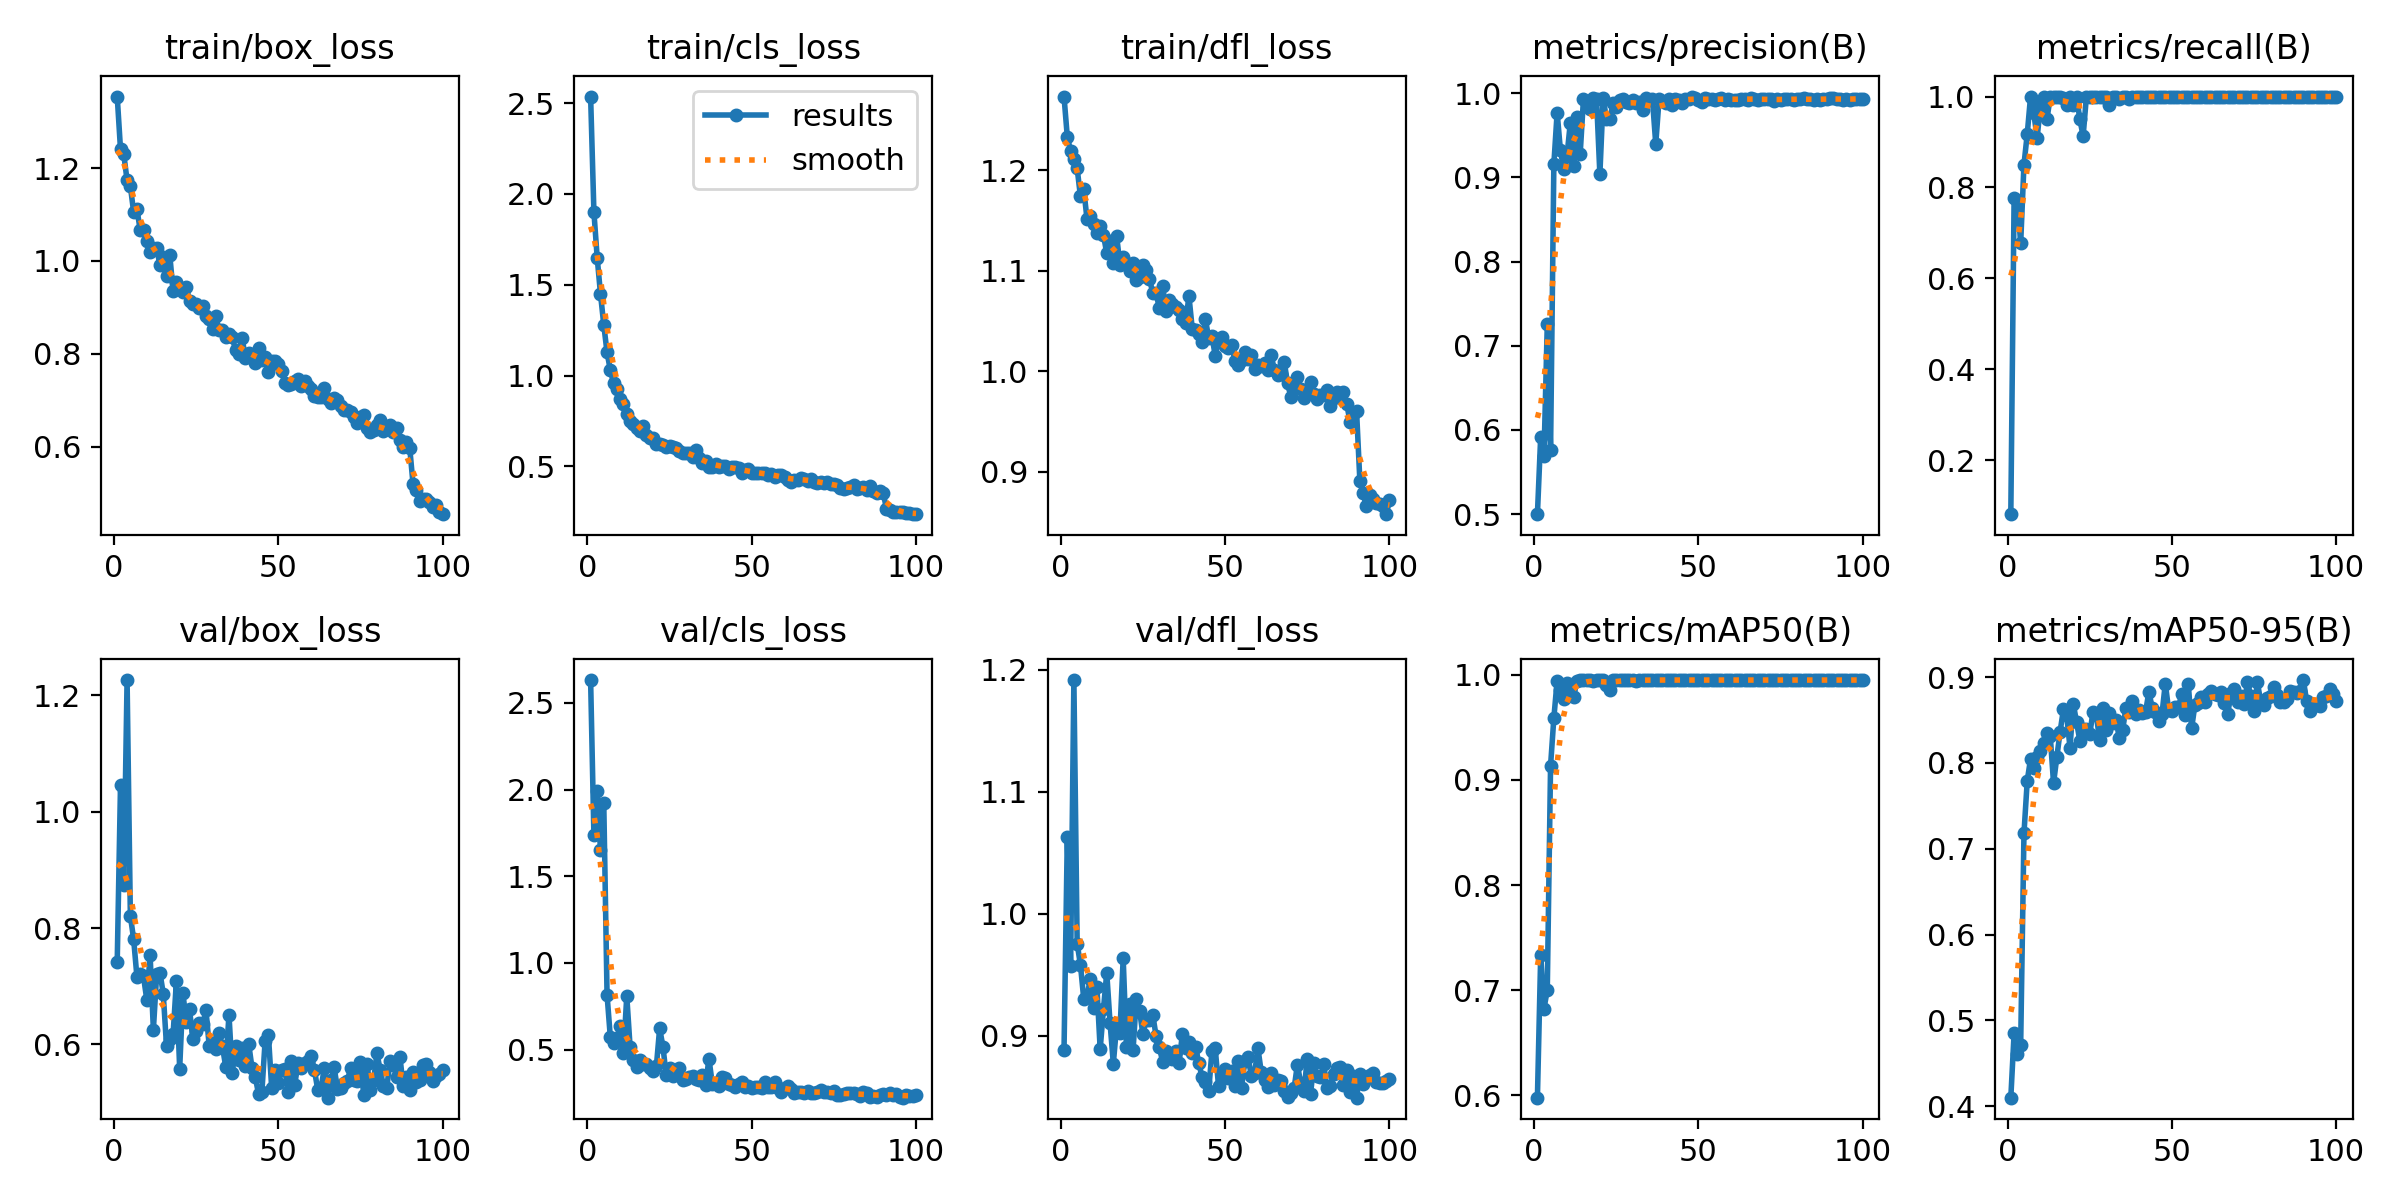 train/box_loss
1.2
1.0
0.8
0.6
0 50 100
train/cls_loss
results
smooth
2.5
2.0
1.5
1.0
0.5
0 50 100
train/dfl_loss
1.2
1.1
1.0
0.9
0 50 100
metrics/precision(B)
1.0
0.9
0.8
0.7
0.6
0.5
0 50 100
metrics/recall(B)
1.0
0.8
0.6
0.4
0.2
0 50 100
val/box_loss
1.2
1.0
0.8
0.6
0 50 100
val/cls_loss
2.5
2.0
1.5
1.0
0.5
0 50 100
val/dfl_loss
1.2
1.1
1.0
0.9
0 50 100
metrics/mAP50(B)
1.0
0.9
0.8
0.7
0.6
0 50 100
metrics/mAP50-95(B)
0.9
0.8
0.7
0.6
0.5
0.4
0 50 100